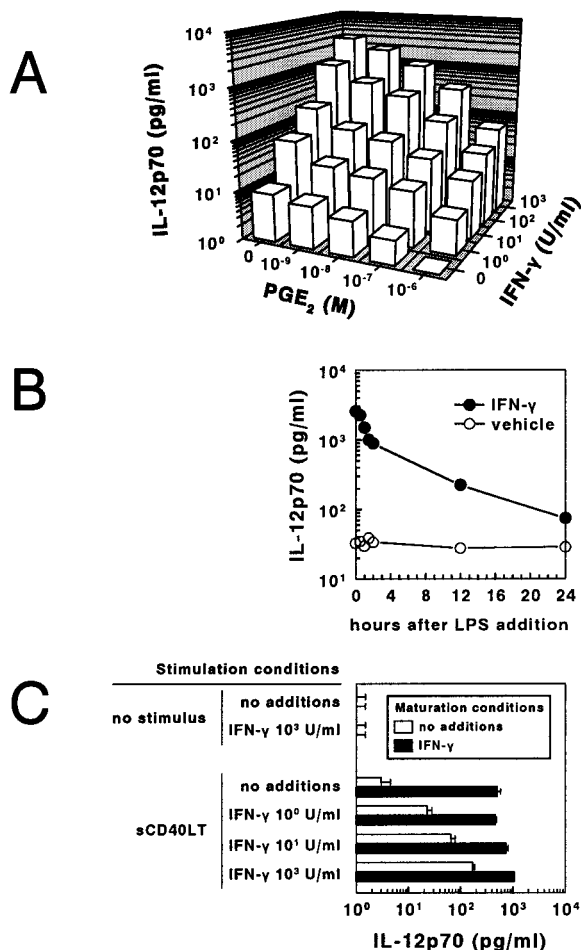 A
IL-12p70 (pg/ml)
10⁴
10³
10²
10¹
10⁰
0
10⁻⁹
10⁻⁸
10⁻⁷
10⁻⁶
PGE₂ (M)
10³
10²
10¹
10⁰
0
IFN-γ (U/ml)
B
IL-12p70 (pg/ml)
10⁴
10³
10²
10¹
IFN-γ
vehicle
0 4 8 12 16 20 24
hours after LPS addition
C
Stimulation conditions
no stimulus
no additions
IFN-γ 10³ U/ml
sCD40LT
no additions
IFN-γ 10⁰ U/ml
IFN-γ 10¹ U/ml
IFN-γ 10³ U/ml
Maturation conditions
no additions
IFN-γ
10⁰ 10¹ 10² 10³ 10⁴
IL-12p70 (pg/ml)